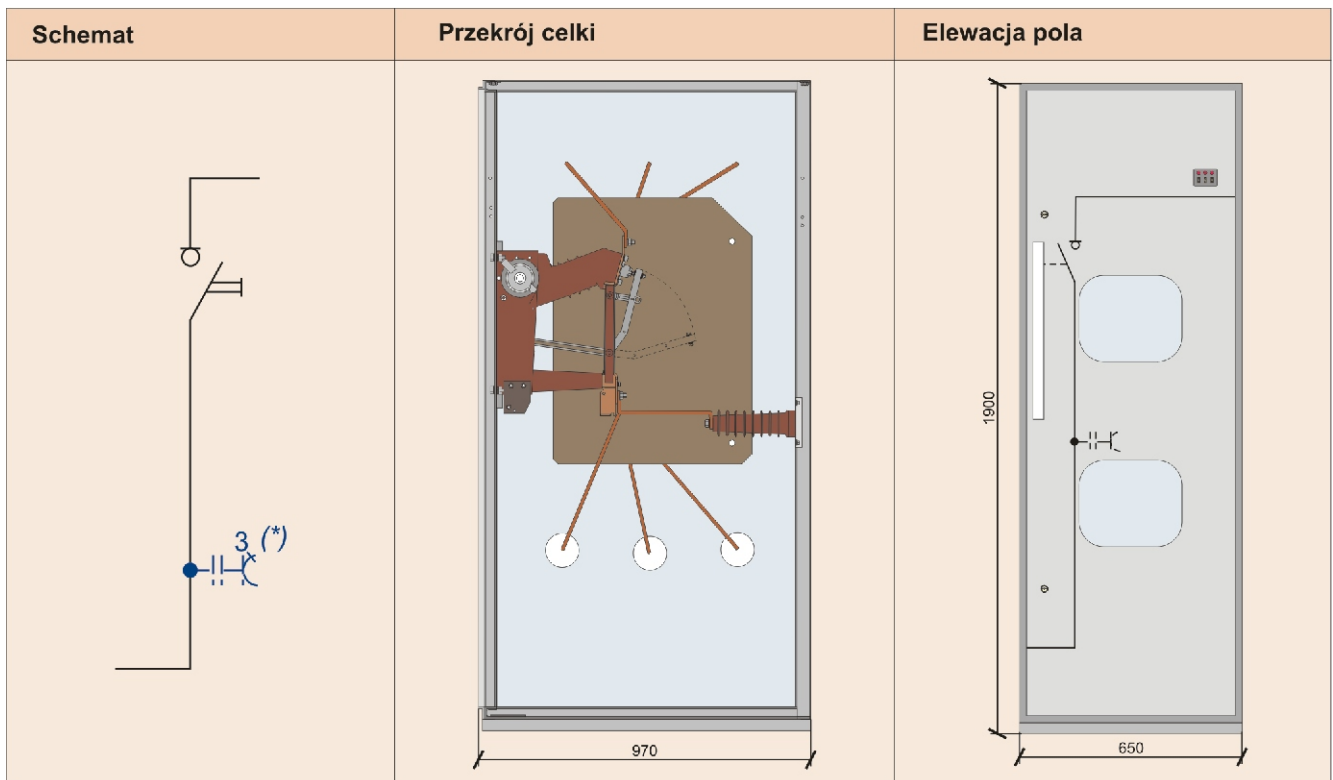 Schemat
Przekrój celki
Elewacja pola
3 (*)
1900
970
650